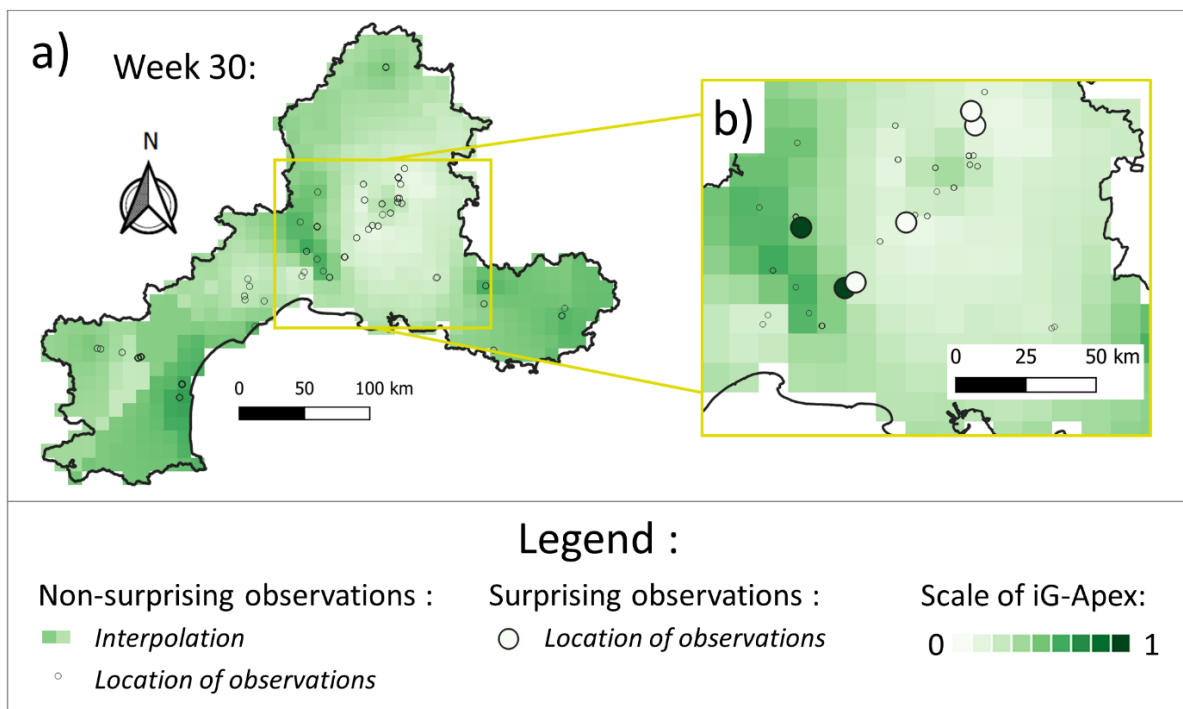 a)
Week 30:
b)
N
0 50 100 km
0 25 50 km
Legend :
Non-surprising observations :
Interpolation
Location of observations
Surprising observations :
Location of observations
Scale of iG-Apex:
0 1